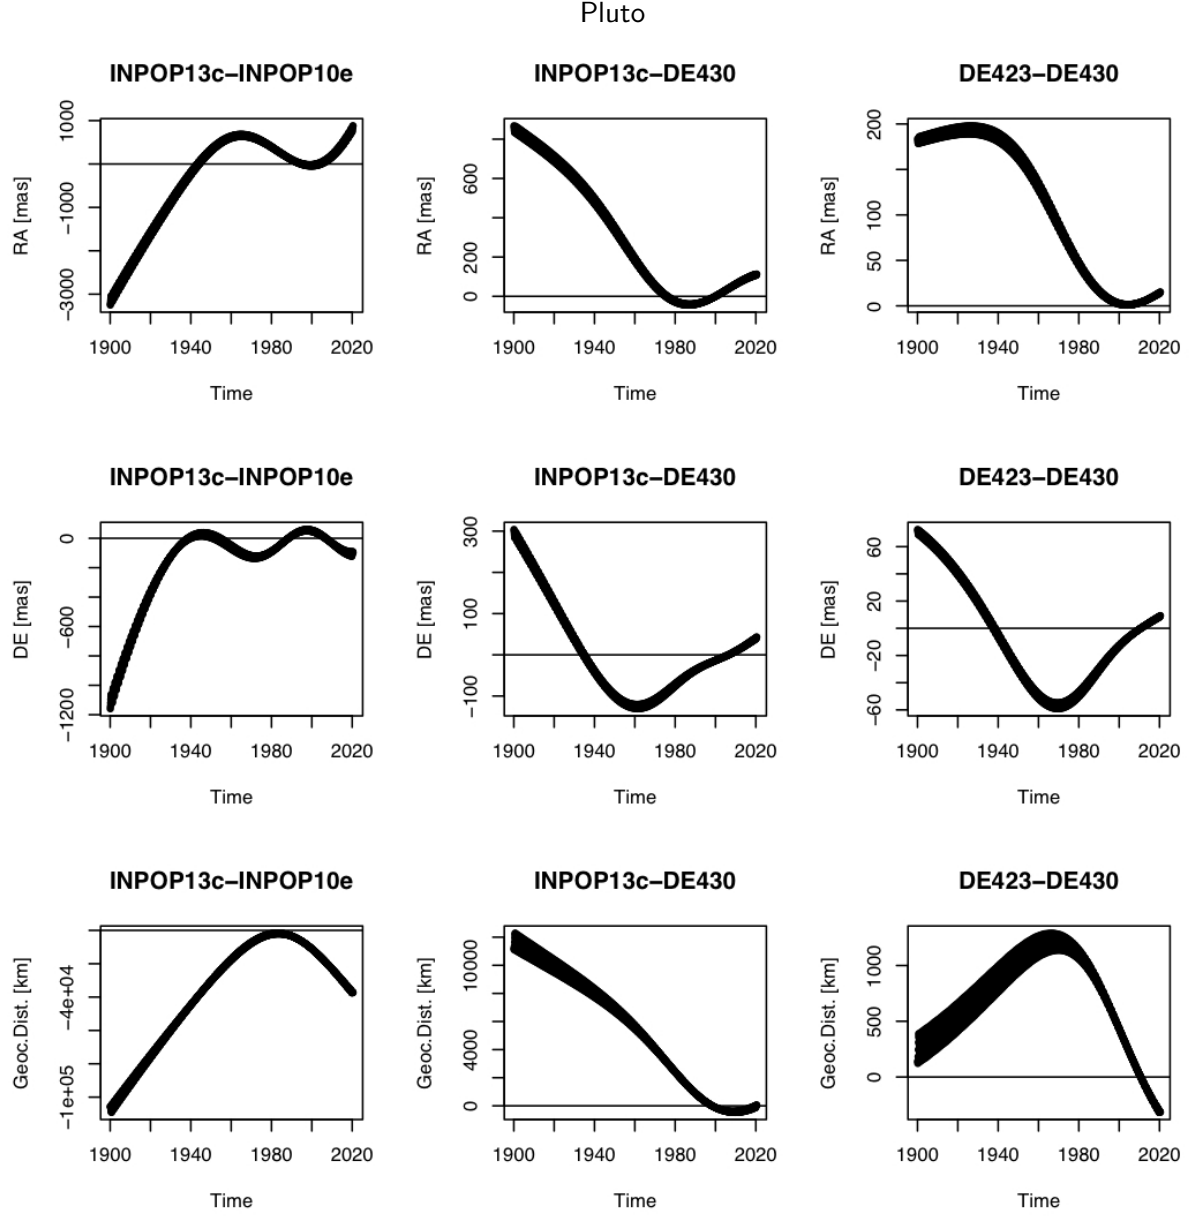 Pluto
INPOP13c−INPOP10e
RA [mas]
1000
−1000
−3000
1900 1940 1980 2020
Time
INPOP13c−DE430
RA [mas]
600
200
0
1900 1940 1980 2020
Time
DE423−DE430
RA [mas]
200
100
50
0
1900 1940 1980 2020
Time
INPOP13c−INPOP10e
DE [mas]
0
−600
−1200
1900 1940 1980 2020
Time
INPOP13c−DE430
DE [mas]
300
100
−100
1900 1940 1980 2020
Time
DE423−DE430
DE [mas]
60
20
−20
−60
1900 1940 1980 2020
Time
INPOP13c−INPOP10e
Geoc.Dist. [km]
−4e+04
−1e+05
1900 1940 1980 2020
Time
INPOP13c−DE430
Geoc.Dist. [km]
10000
4000
0
1900 1940 1980 2020
Time
DE423−DE430
Geoc.Dist. [km]
1000
500
0
1900 1940 1980 2020
Time